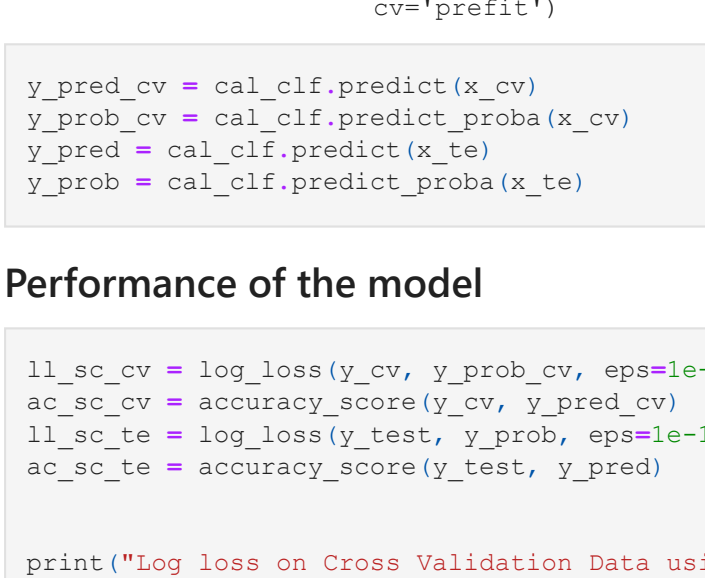 cv='prefit')
y_pred_cv = cal_clf.predict(x_cv)
y_prob_cv = cal_clf.predict_proba(x_cv)
y_pred = cal_clf.predict(x_te)
y_prob = cal_clf.predict_proba(x_te)
Performance of the model
ll_sc_cv = log_loss(y_cv, y_prob_cv, eps=1e-
ac_sc_cv = accuracy_score(y_cv, y_pred_cv)
ll_sc_te = log_loss(y_test, y_prob, eps=1e-1
ac_sc_te = accuracy_score(y_test, y_pred)
print("Log loss on Cross Validation Data usi